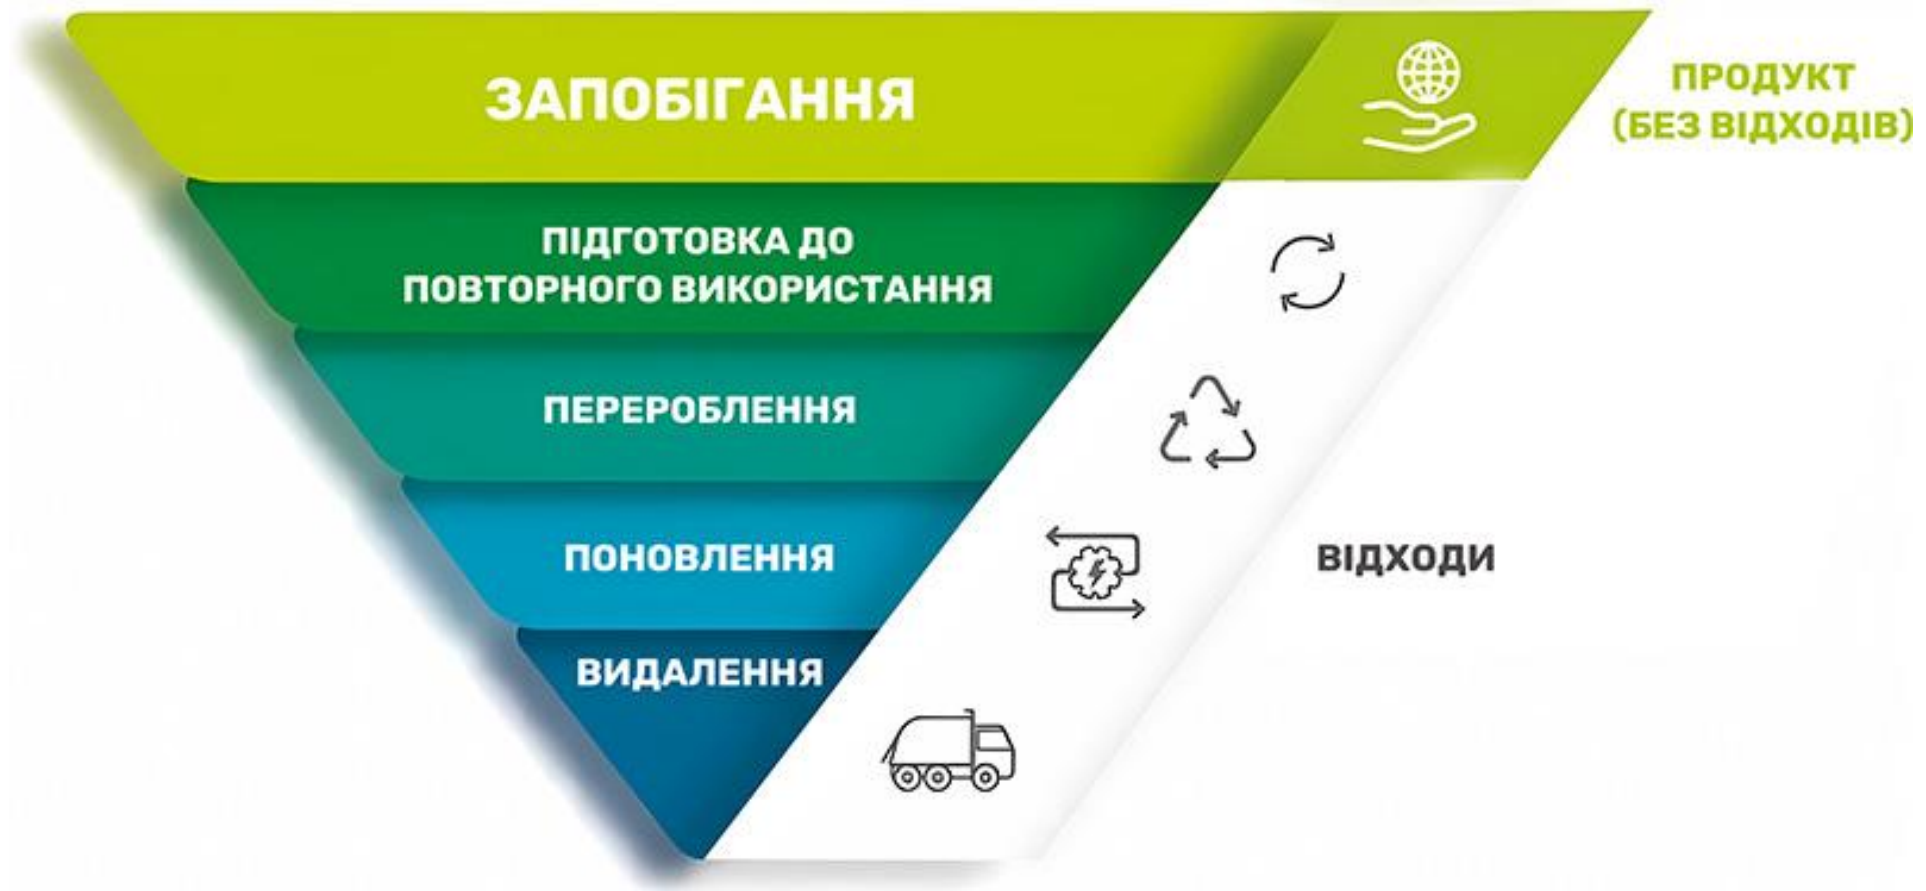 ЗАПОБІГАННЯ
ПРОДУКТ
(БЕЗ ВІДХОДІВ)
ПІДГОТОВКА ДО
ПОВТОРНОГО ВИКОРИСТАННЯ
ПЕРЕРОБЛЕННЯ
ПОНОВЛЕННЯ
ВІДХОДИ
ВИДАЛЕННЯ